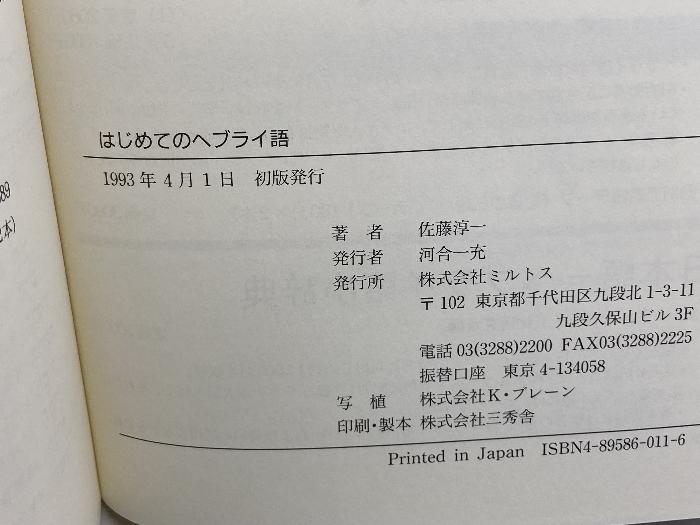 はじめてのヘブライ語
1993年4月1日 初版発行
著 者 佐藤淳一
発行者 河合一充
発行所 株式会社ミルトス
〒102 東京都千代田区九段北1-3-11
九段久保山ビル3F
電話03(3288)2200 FAX03(3288)2225
振替口座 東京4-134058
写 植 株式会社K・ブレーン
印刷・製本 株式会社三秀舎
Printed in Japan ISBN4-89586-011-6